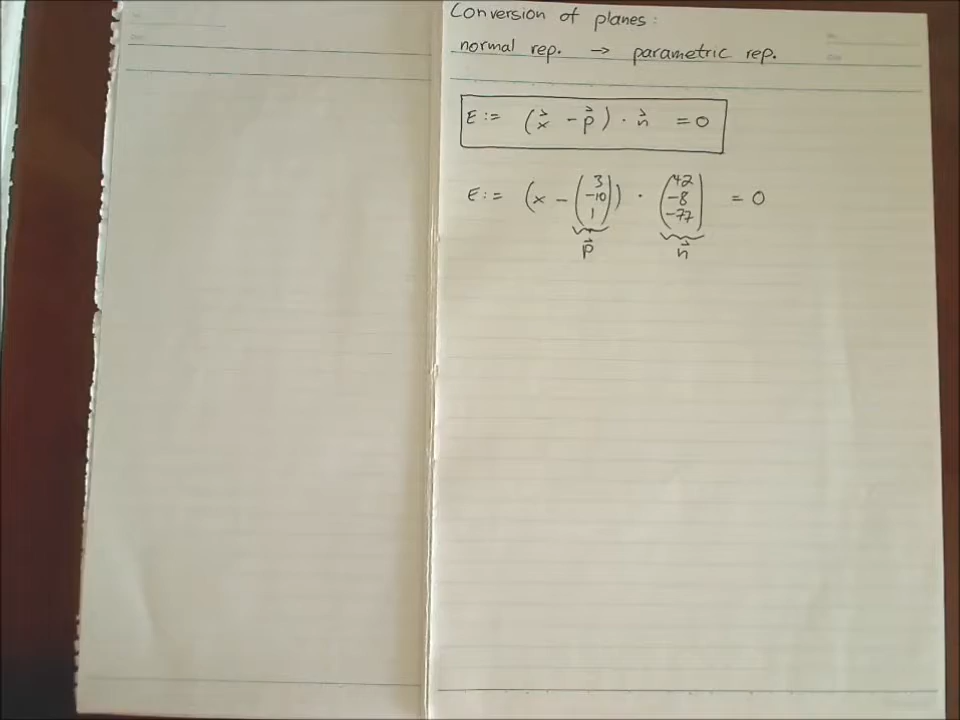 Conversion of planes:
normal rep. → parametric rep.
E := (x⃗ - p⃗) · n⃗ = 0
E := (x - (3 -10 1)) · (42 -8 -77) = 0
p⃗ n⃗